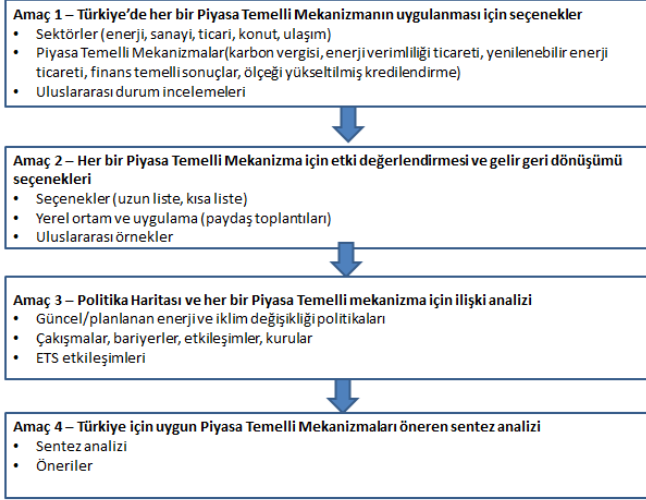 Amaç 1 – Türkiye’de her bir Piyasa Temelli Mekanizmanın uygulanması için seçenekler
• Sektörler (enerji, sanayi, ticari, konut, ulaşım)
• Piyasa Temelli Mekanizmalar(karbon vergisi, enerji verimliliği ticareti, yenilenebilir enerji
ticareti, finans temelli sonuçlar, ölçeği yükseltilmiş kredilendirme)
• Uluslararası durum incelemeleri
Amaç 2 – Her bir Piyasa Temelli Mekanizma için etki değerlendirmesi ve gelir geri dönüşümü
seçenekleri
• Seçenekler (uzun liste, kısa liste)
• Yerel ortam ve uygulama (paydaş toplantıları)
• Uluslararası örnekler
Amaç 3 – Politika Haritası ve her bir Piyasa Temelli mekanizma için ilişki analizi
• Güncel/planlanan enerji ve iklim değişikliği politikaları
• Çakışmalar, bariyerler, etkileşimler, kurular
• ETS etkileşimleri
Amaç 4 – Türkiye için uygun Piyasa Temelli Mekanizmaları öneren sentez analizi
• Sentez analizi
• Öneriler